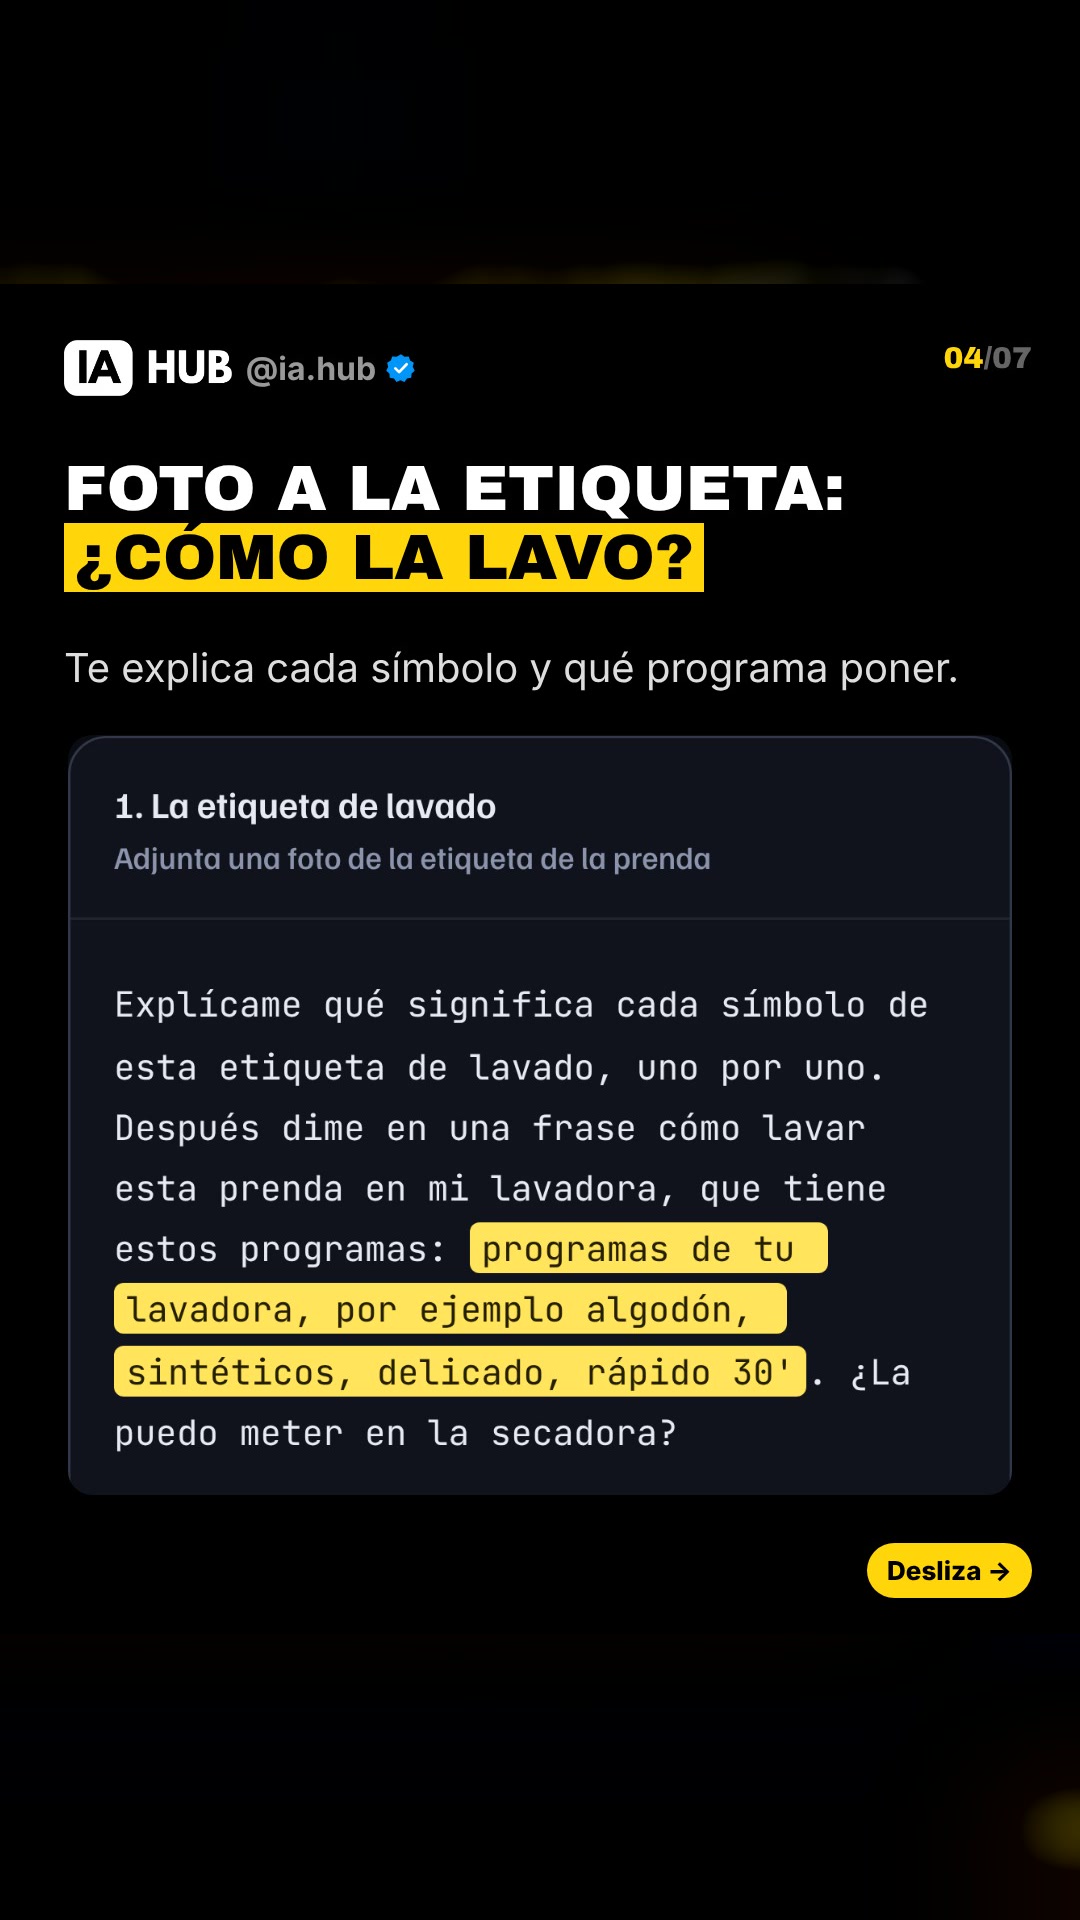 IA HUB @ia.hub
04/07
FOTO A LA ETIQUETA:
¿CÓMO LA LAVO?
Te explica cada símbolo y qué programa poner.
1. La etiqueta de lavado
Adjunta una foto de la etiqueta de la prenda
Explícame qué significa cada símbolo de
esta etiqueta de lavado, uno por uno.
Después dime en una frase cómo lavar
esta prenda en mi lavadora, que tiene
estos programas: programas de tu
lavadora, por ejemplo algodón,
sintéticos, delicado, rápido 30'. ¿La
puedo meter en la secadora?
Desliza →